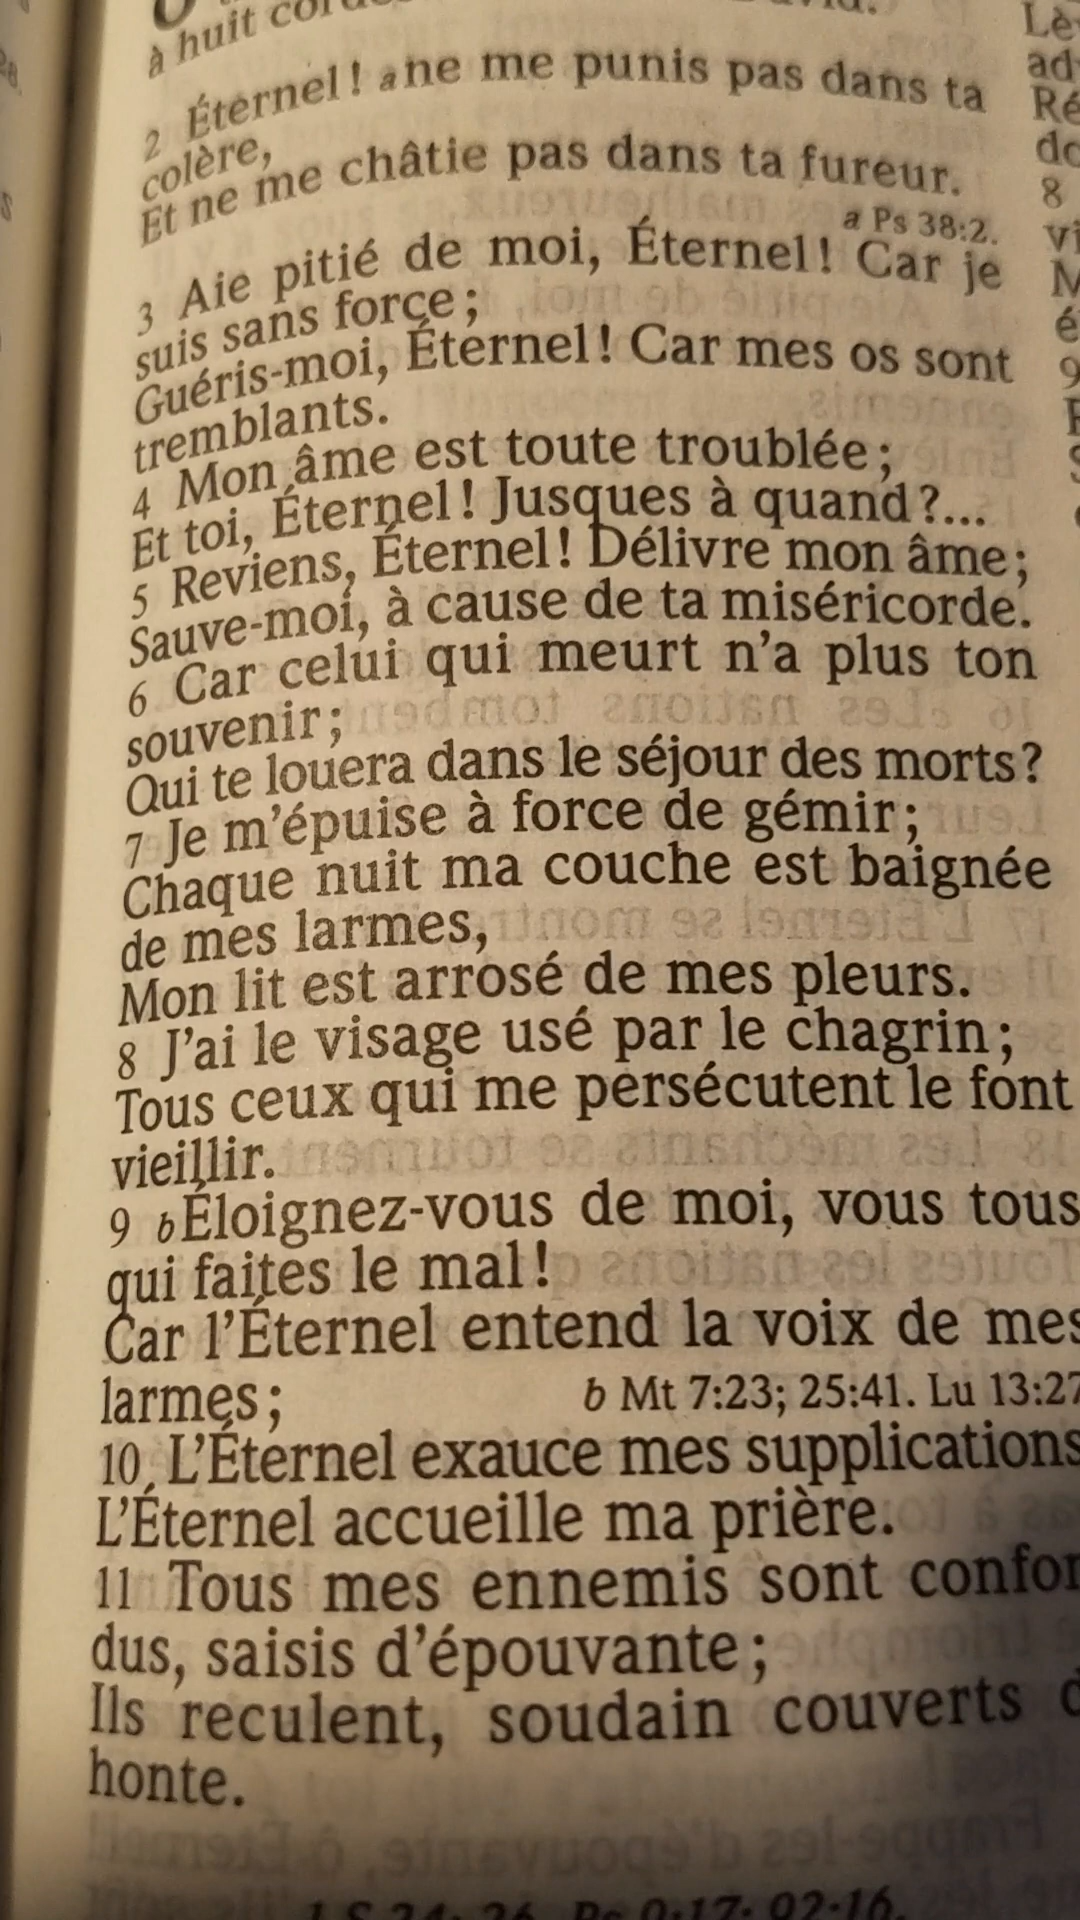 à huit
2 Éternel! a ne me punis pas dans ta
colère,
Et ne me châtie pas dans ta fureur.
a Ps 38:2.
3 Aie pitié de moi, Éternel! Car je
suis sans force;
Guéris-moi, Éternel! Car mes os sont
tremblants.
4 Mon âme est toute troublée;
Et toi, Éternel! Jusques à quand?...
5 Reviens, Éternel! Délivre mon âme;
Sauve-moi, à cause de ta miséricorde.
6 Car celui qui meurt n'a plus ton
souvenir;
Qui te louera dans le séjour des morts?
7 Je m'épuise à force de gémir;
Chaque nuit ma couche est baignée
de mes larmes,
Mon lit est arrosé de mes pleurs.
8 J'ai le visage usé par le chagrin;
Tous ceux qui me persécutent le font
vieillir.
9 b Éloignez-vous de moi, vous tous
qui faites le mal!
Car l'Éternel entend la voix de mes
larmes; b Mt 7:23; 25:41. Lu 13:27
10 L'Éternel exauce mes supplications
L'Éternel accueille ma prière.
11 Tous mes ennemis sont confon
dus, saisis d'épouvante;
Ils reculent, soudain couverts d
honte.
8
9